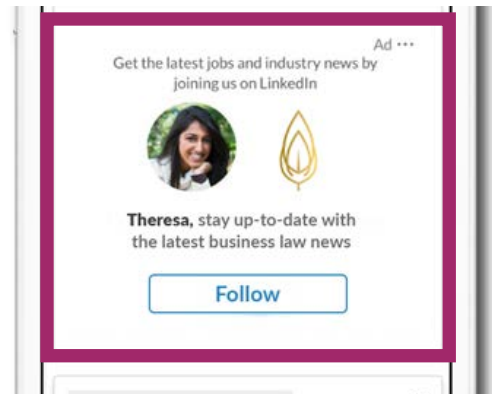 Ad ···
Get the latest jobs and industry news by
joining us on LinkedIn
Theresa, stay up-to-date with
the latest business law news
Follow